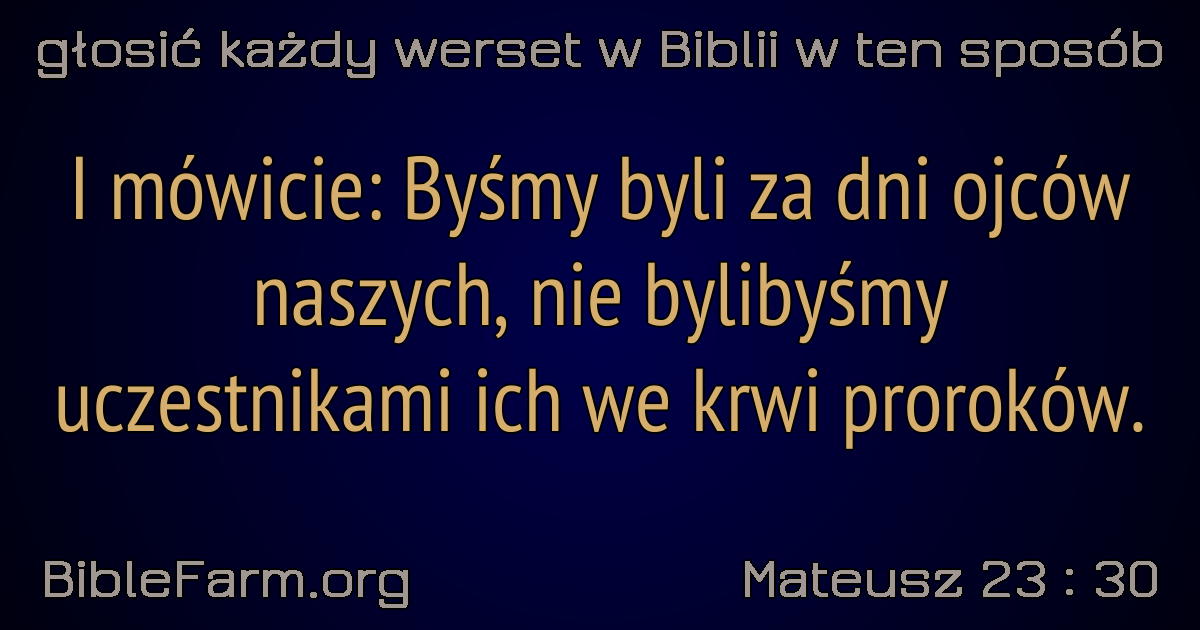 głosić każdy werset w Biblii w ten sposób
I mówicie: Byśmy byli za dni ojców
naszych, nie bylibyśmy
uczestnikami ich we krwi proroków.
BibleFarm.org
Mateusz 23 : 30